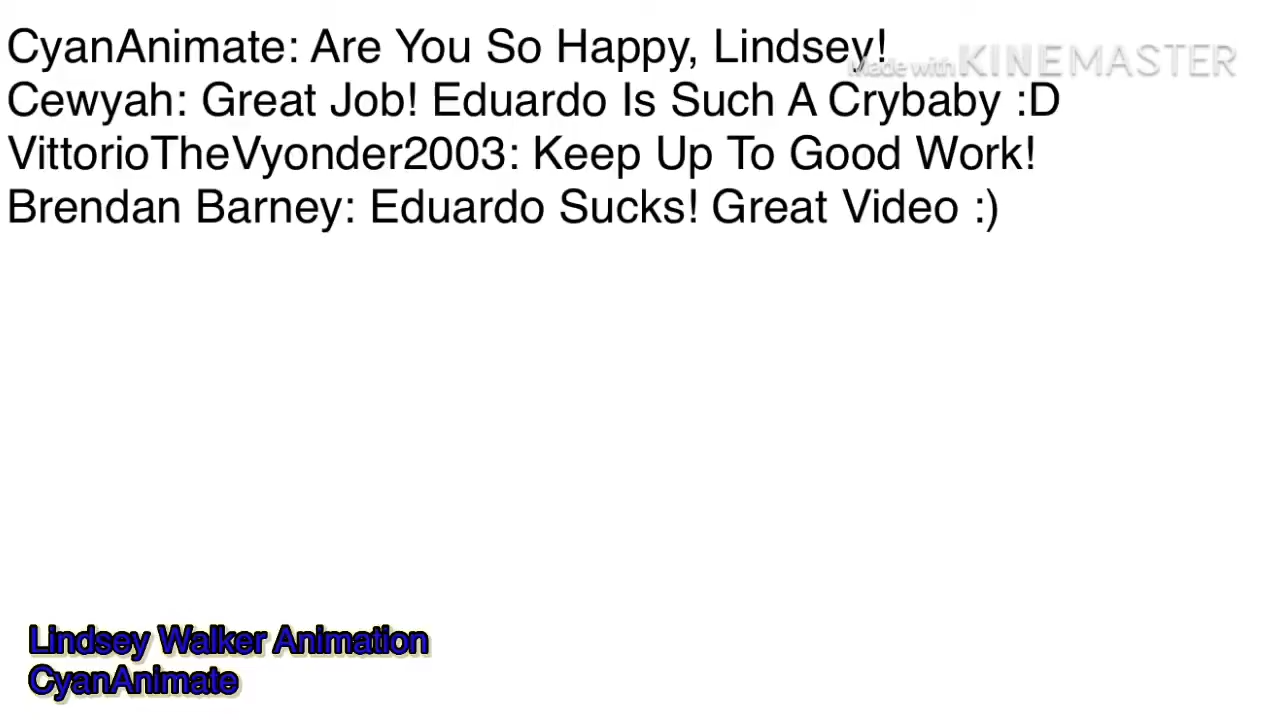 CyanAnimate: Are You So Happy, Lindsey!
Made with KINEMASTER
Cewyah: Great Job! Eduardo Is Such A Crybaby :D
VittorioTheVyonder2003: Keep Up To Good Work!
Brendan Barney: Eduardo Sucks! Great Video :)
Lindsey Walker Animation
CyanAnimate